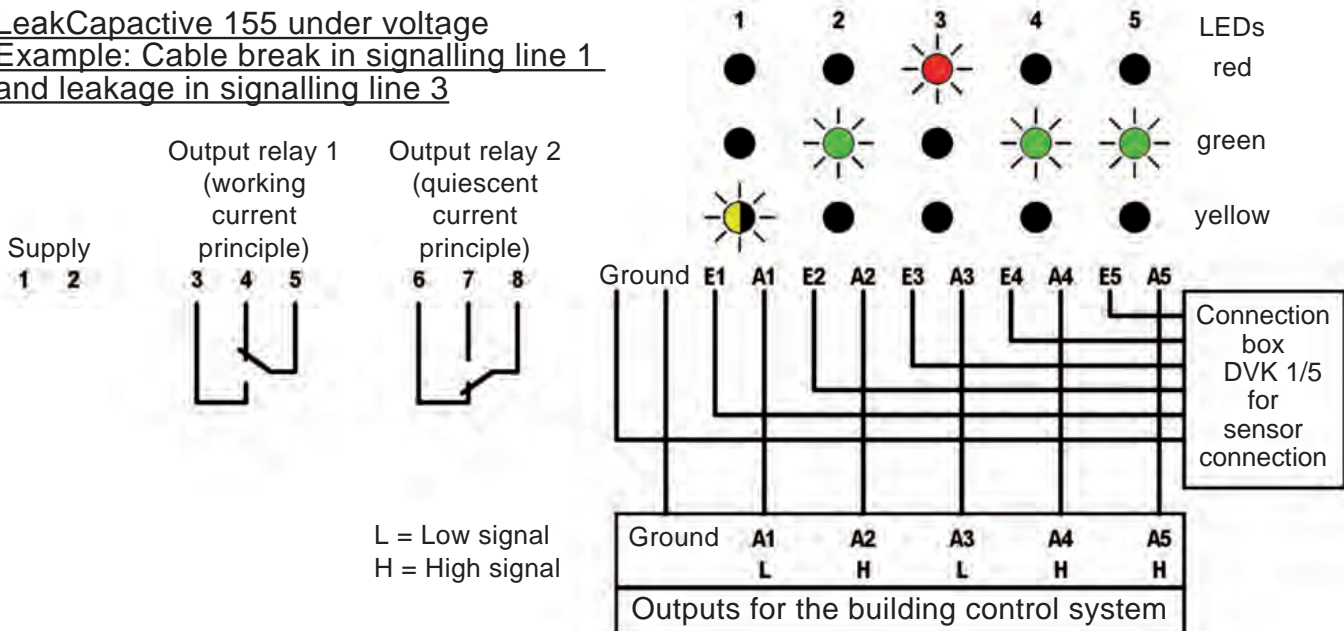 LeakCapactive 155 under voltage
Example: Cable break in signalling line 1
and leakage in signalling line 3
1 2 3 4 5 LEDs
red
green
yellow
Output relay 1
(working
current
principle)
Output relay 2
(quiescent
current
principle)
Supply
1 2 3 4 5 6 7 8
Ground E1 A1 E2 A2 E3 A3 E4 A4 E5 A5
Connection
box
DVK 1/5
for
sensor
connection
L = Low signal
H = High signal
Ground A1 A2 A3 A4 A5
L H L H H
Outputs for the building control system